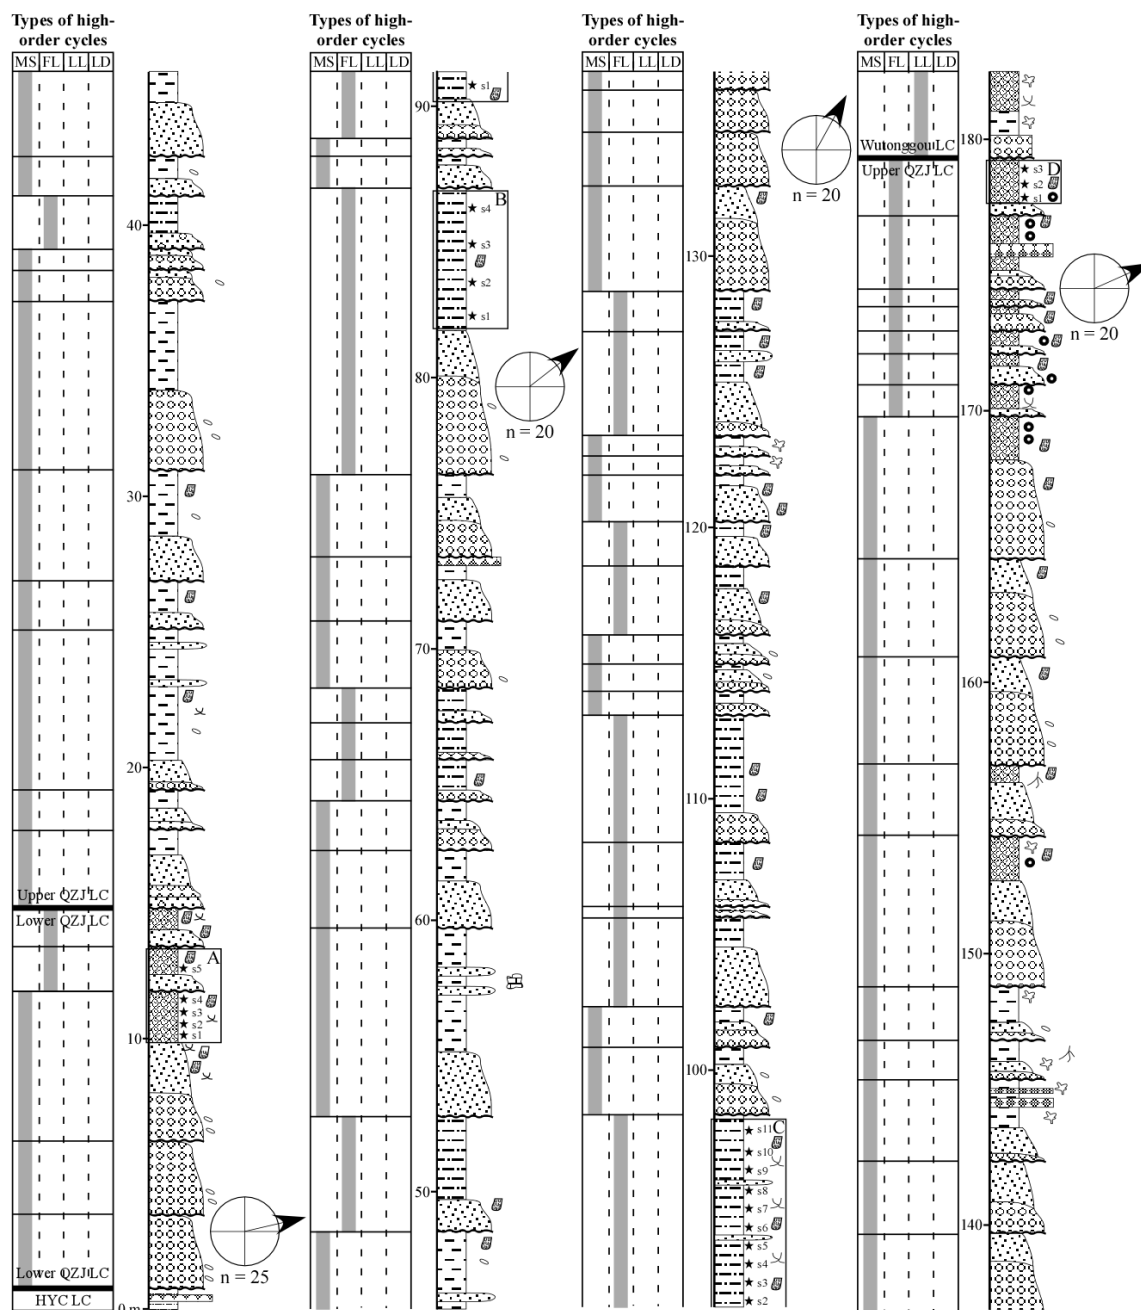 Types of high-
order cycles
MS FL LL LD
40
30
20
Upper QZJ LC
Lower QZJ LC
A
s5
s4
s3
s2
s1
10
n = 25
Lower QZJ LC
HYC LC
0 m
Types of high-
order cycles
MS FL LL LD
s1
90
B
s4
s3
s2
s1
80
n = 20
70
60
50
Types of high-
order cycles
MS FL LL LD
n = 20
130
120
110
100
C
s11
s10
s9
s8
s7
s6
s5
s4
s3
s2
Types of high-
order cycles
MS FL LL LD
180
Wutonggou LC
Upper QZJ LC
D
s3
s2
s1
n = 20
170
160
150
140